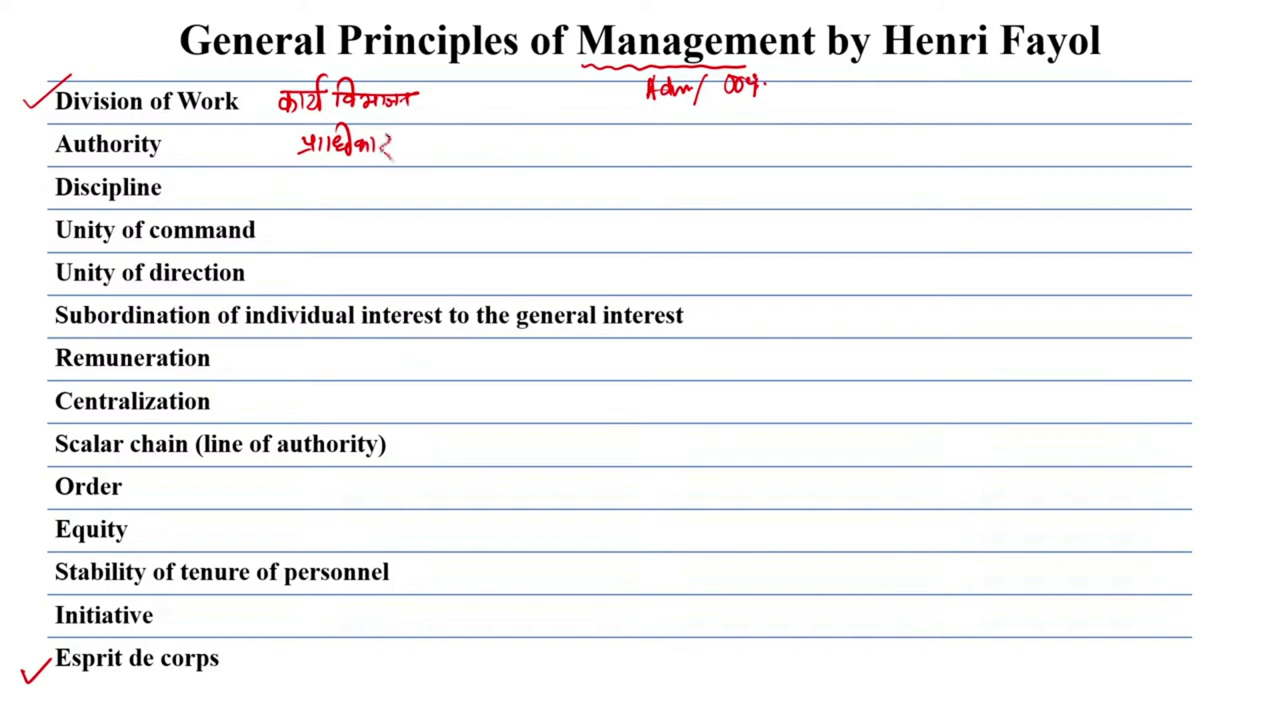 General Principles of Management by Henri Fayol
Adm/
Division of Work कार्य विभाजन
Authority प्राधिकार
Discipline
Unity of command
Unity of direction
Subordination of individual interest to the general interest
Remuneration
Centralization
Scalar chain (line of authority)
Order
Equity
Stability of tenure of personnel
Initiative
Esprit de corps